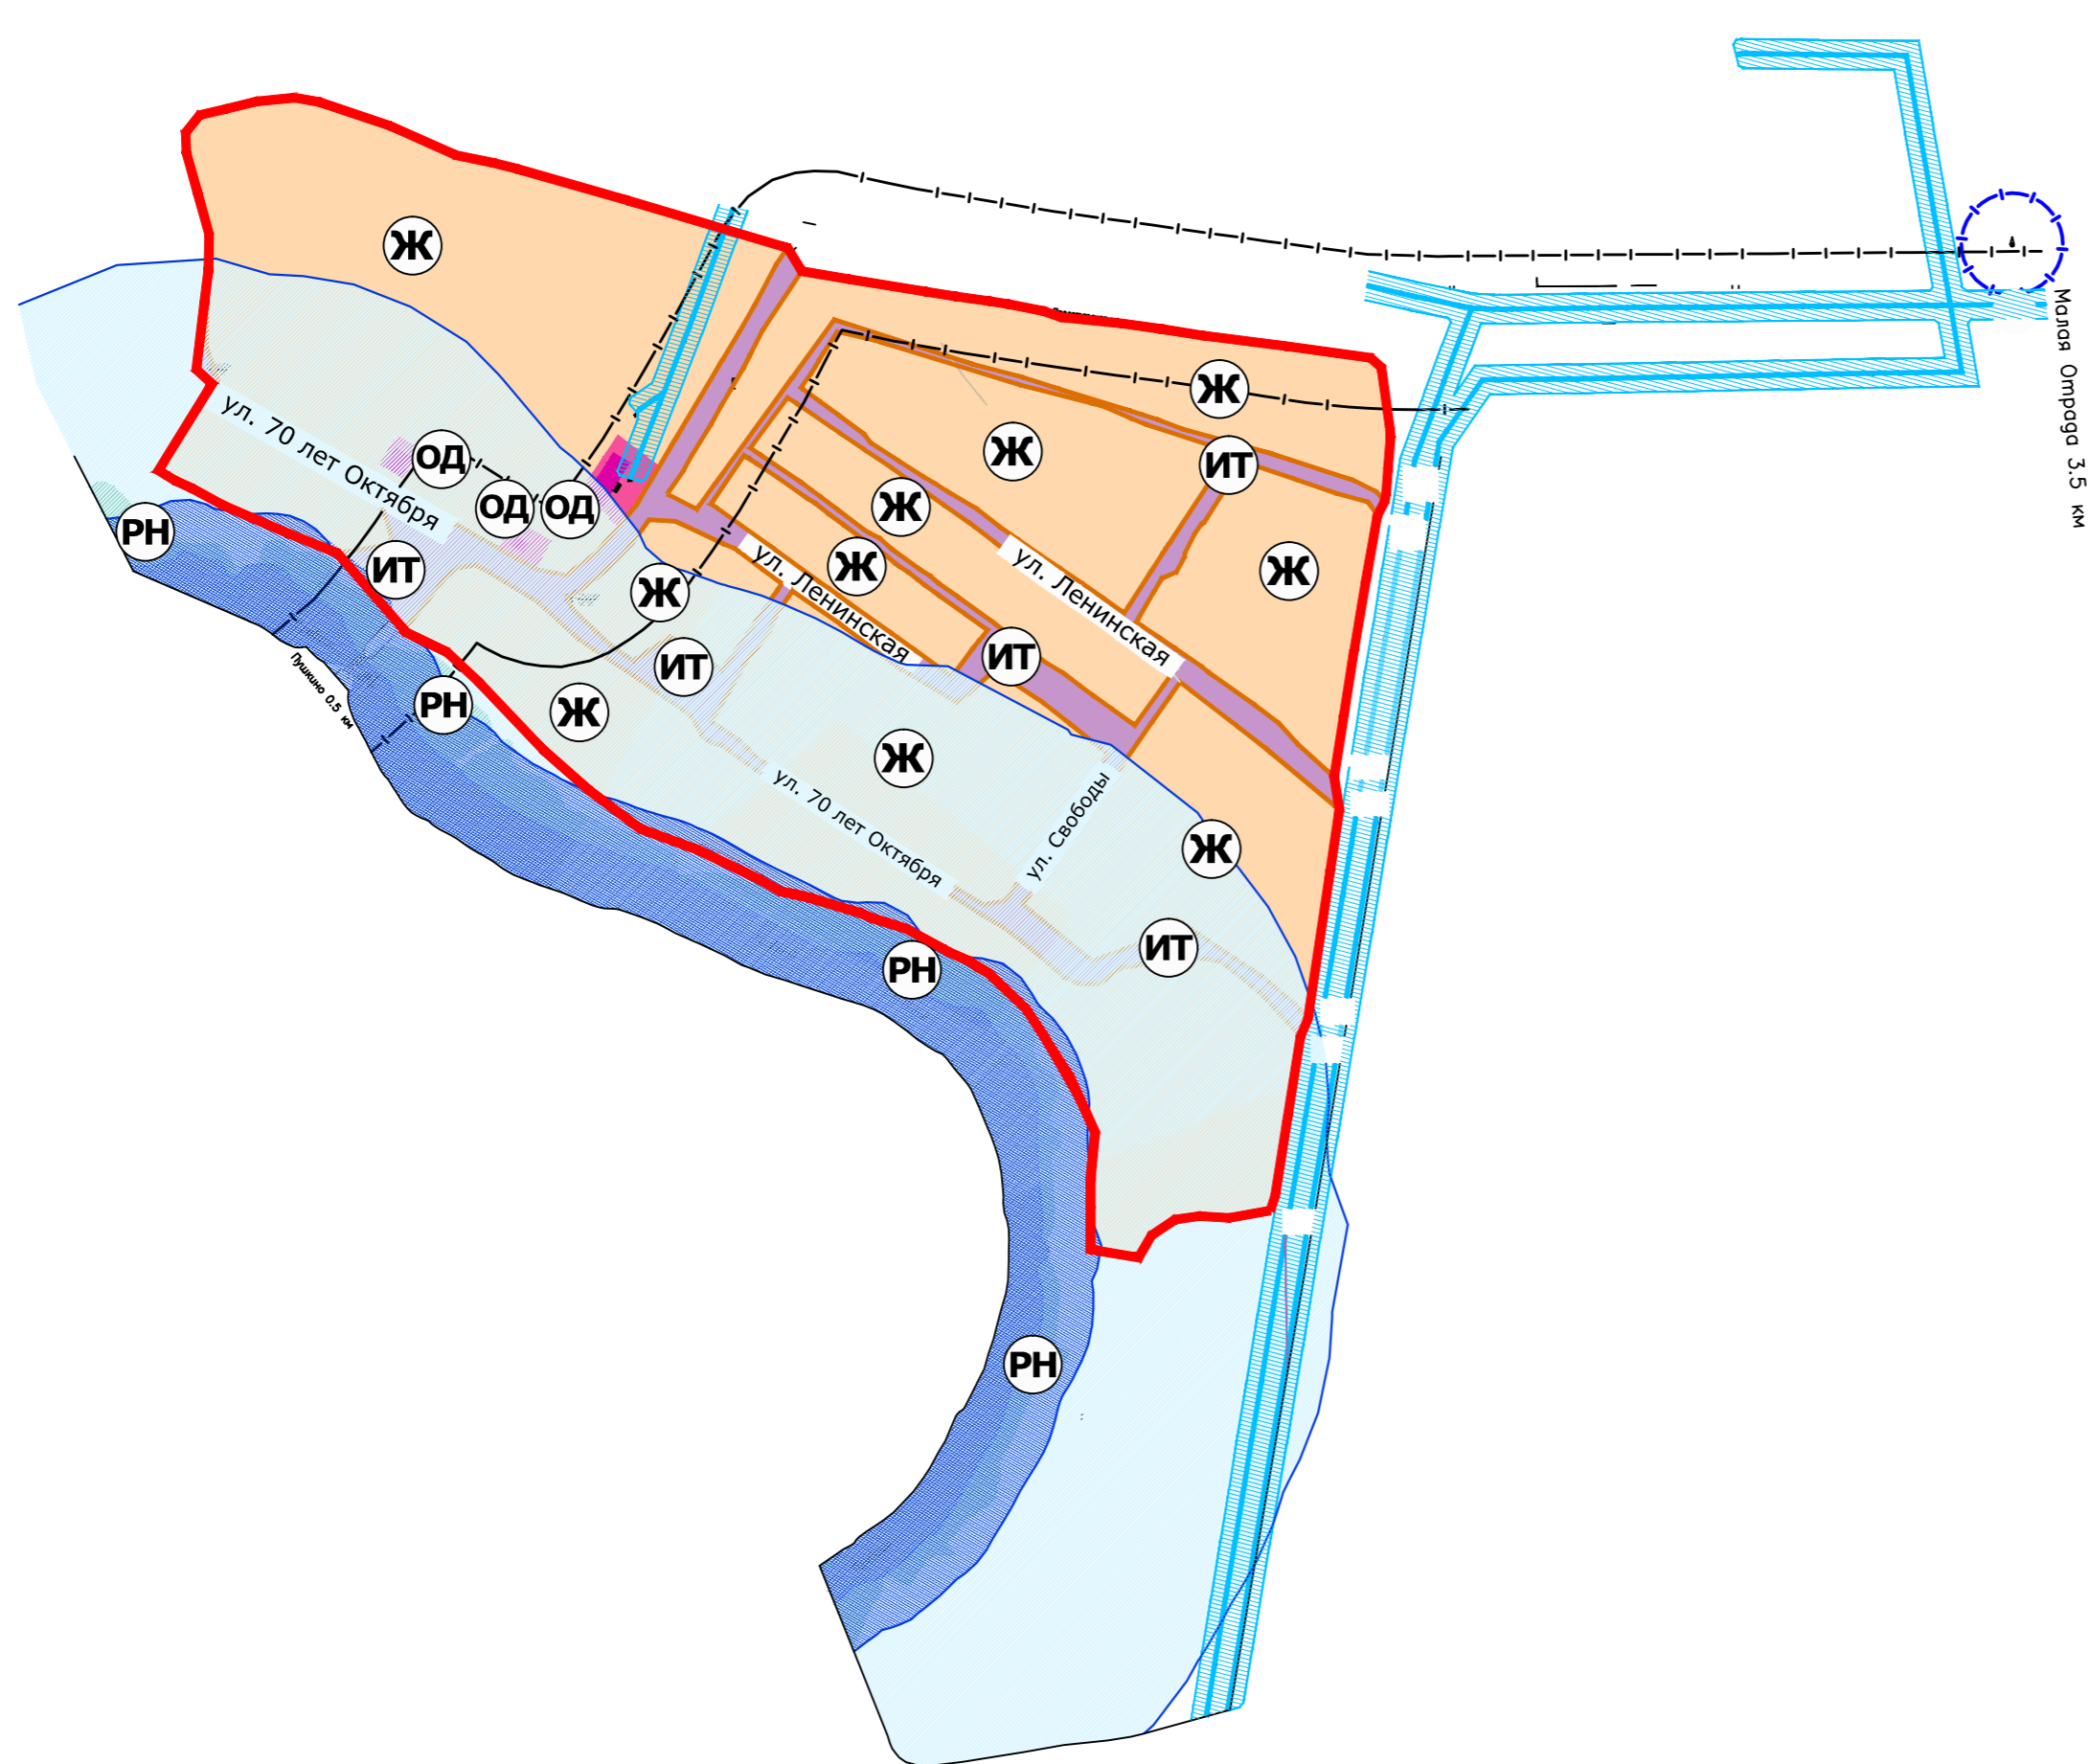 Ж
Малая Отрада 3.5 км
Ж
ул. 70 лет Октября
ОД
Ж
ИТ
ОД
ОД
Ж
РН
ИТ
Ж
Ж
ул. Ленинская
ул. Ленинская
Ж
Пушкино 0.5 км
ИТ
ИТ
РН
Ж
Ж
ул. 70 лет Октября
ул. Свободы
Ж
ИТ
РН
РН